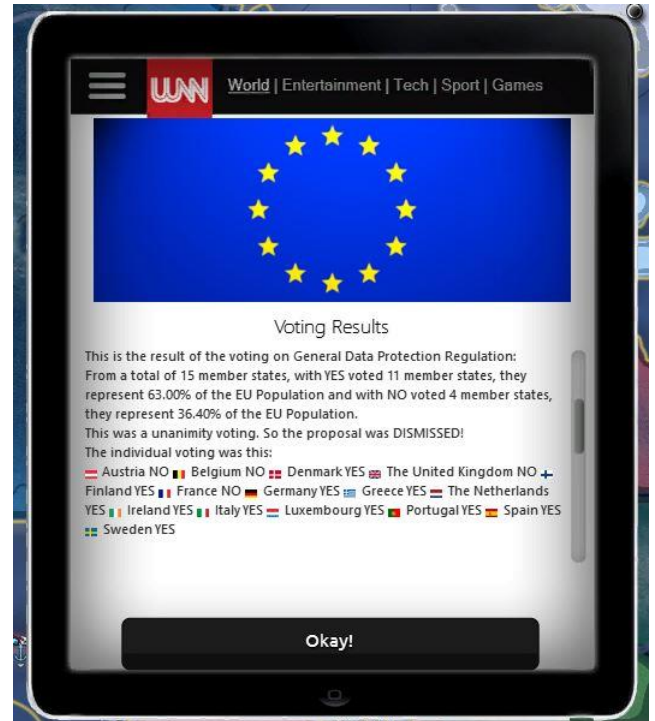 WNN World | Entertainment | Tech | Sport | Games
Voting Results
This is the result of the voting on General Data Protection Regulation:
From a total of 15 member states, with YES voted 11 member states, they
represent 63.00% of the EU Population and with NO voted 4 member states,
they represent 36.40% of the EU Population.
This was a unanimity voting. So the proposal was DISMISSED!
The individual voting was this:
Austria NO Belgium NO Denmark YES The United Kingdom NO
Finland YES France NO Germany YES Greece YES The Netherlands
YES Ireland YES Italy YES Luxembourg YES Portugal YES Spain YES
Sweden YES
Okay!